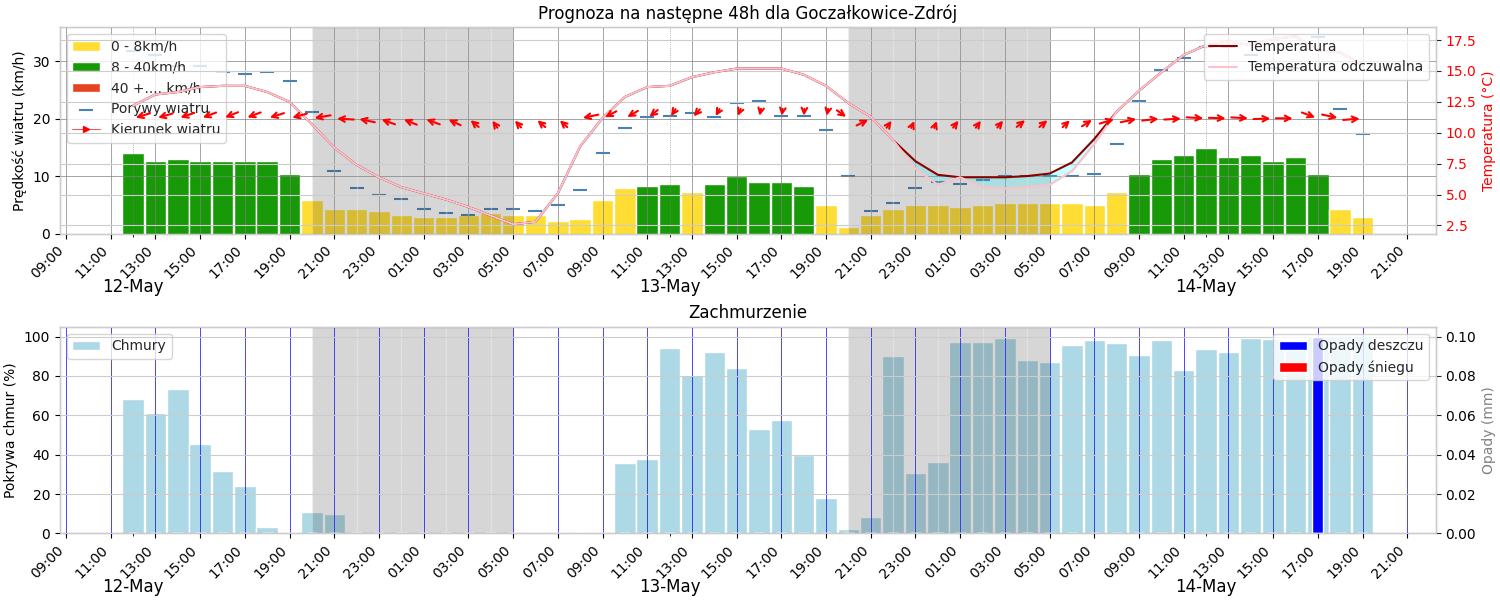 Prognoza na następne 48h dla Goczałkowice-Zdrój
Prędkość wiatru (km/h)
30
20
10
0
0 - 8km/h
8 - 40km/h
40 +.... km/h
Porywy wiatru
Kierunek wiatru
Temperatura
Temperatura odczuwalna
17.5
15.0
12.5
10.0
7.5
5.0
2.5
Temperatura (°C)
09:00 11:00 13:00 15:00 17:00 19:00 21:00 23:00 01:00 03:00 05:00 07:00 09:00 11:00 13:00 15:00 17:00 19:00 21:00 23:00 01:00 03:00 05:00 07:00 09:00 11:00 13:00 15:00 17:00 19:00 21:00
12-May 13-May 14-May
Zachmurzenie
Pokrywa chmur (%)
100
80
60
40
20
0
Chmury
Opady deszczu
Opady śniegu
0.10
0.08
0.06
0.04
0.02
0.00
Opady (mm)
09:00 11:00 13:00 15:00 17:00 19:00 21:00 23:00 01:00 03:00 05:00 07:00 09:00 11:00 13:00 15:00 17:00 19:00 21:00 23:00 01:00 03:00 05:00 07:00 09:00 11:00 13:00 15:00 17:00 19:00 21:00
12-May 13-May 14-May